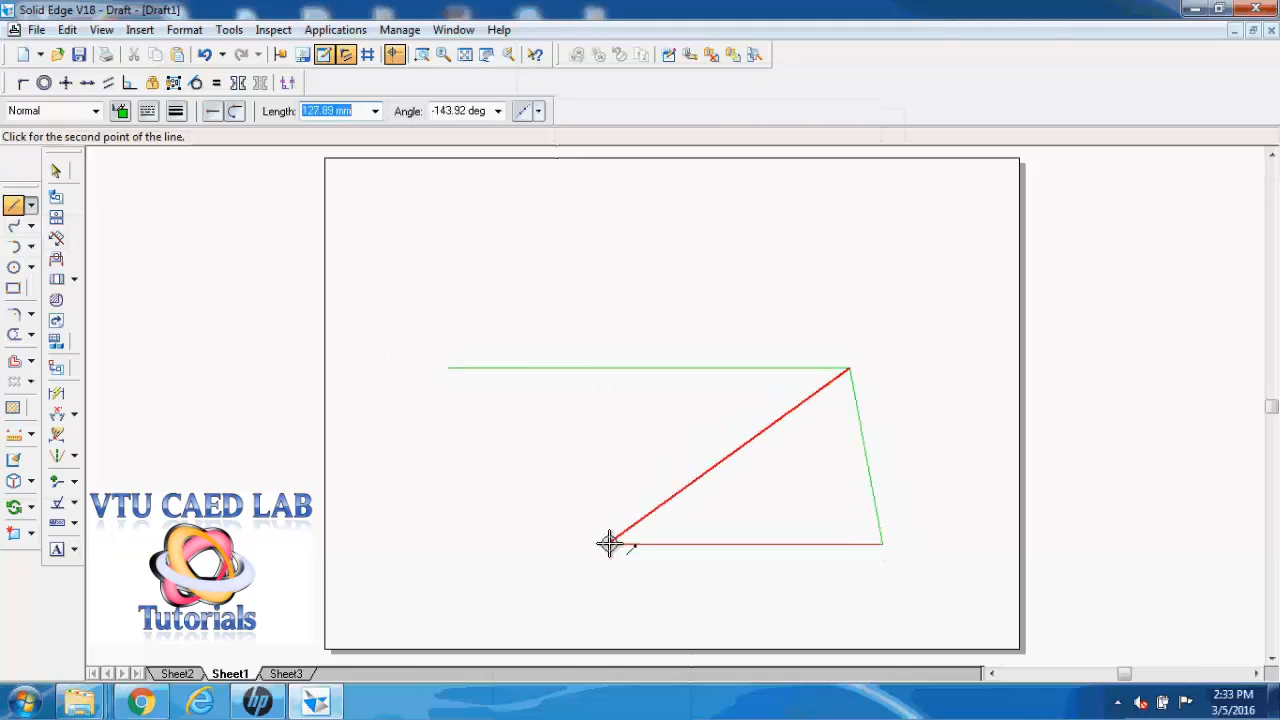 Solid Edge V18 - Draft - [Draft1]
File Edit View Insert Format Tools Inspect Applications Manage Window Help
Normal Length: 127.89 mm Angle: -143.92 deg
Click for the second point of the line.
A
VTU CAED LAB
Tutorials
Sheet2 Sheet1 Sheet3
hp
2:33 PM
3/5/2016